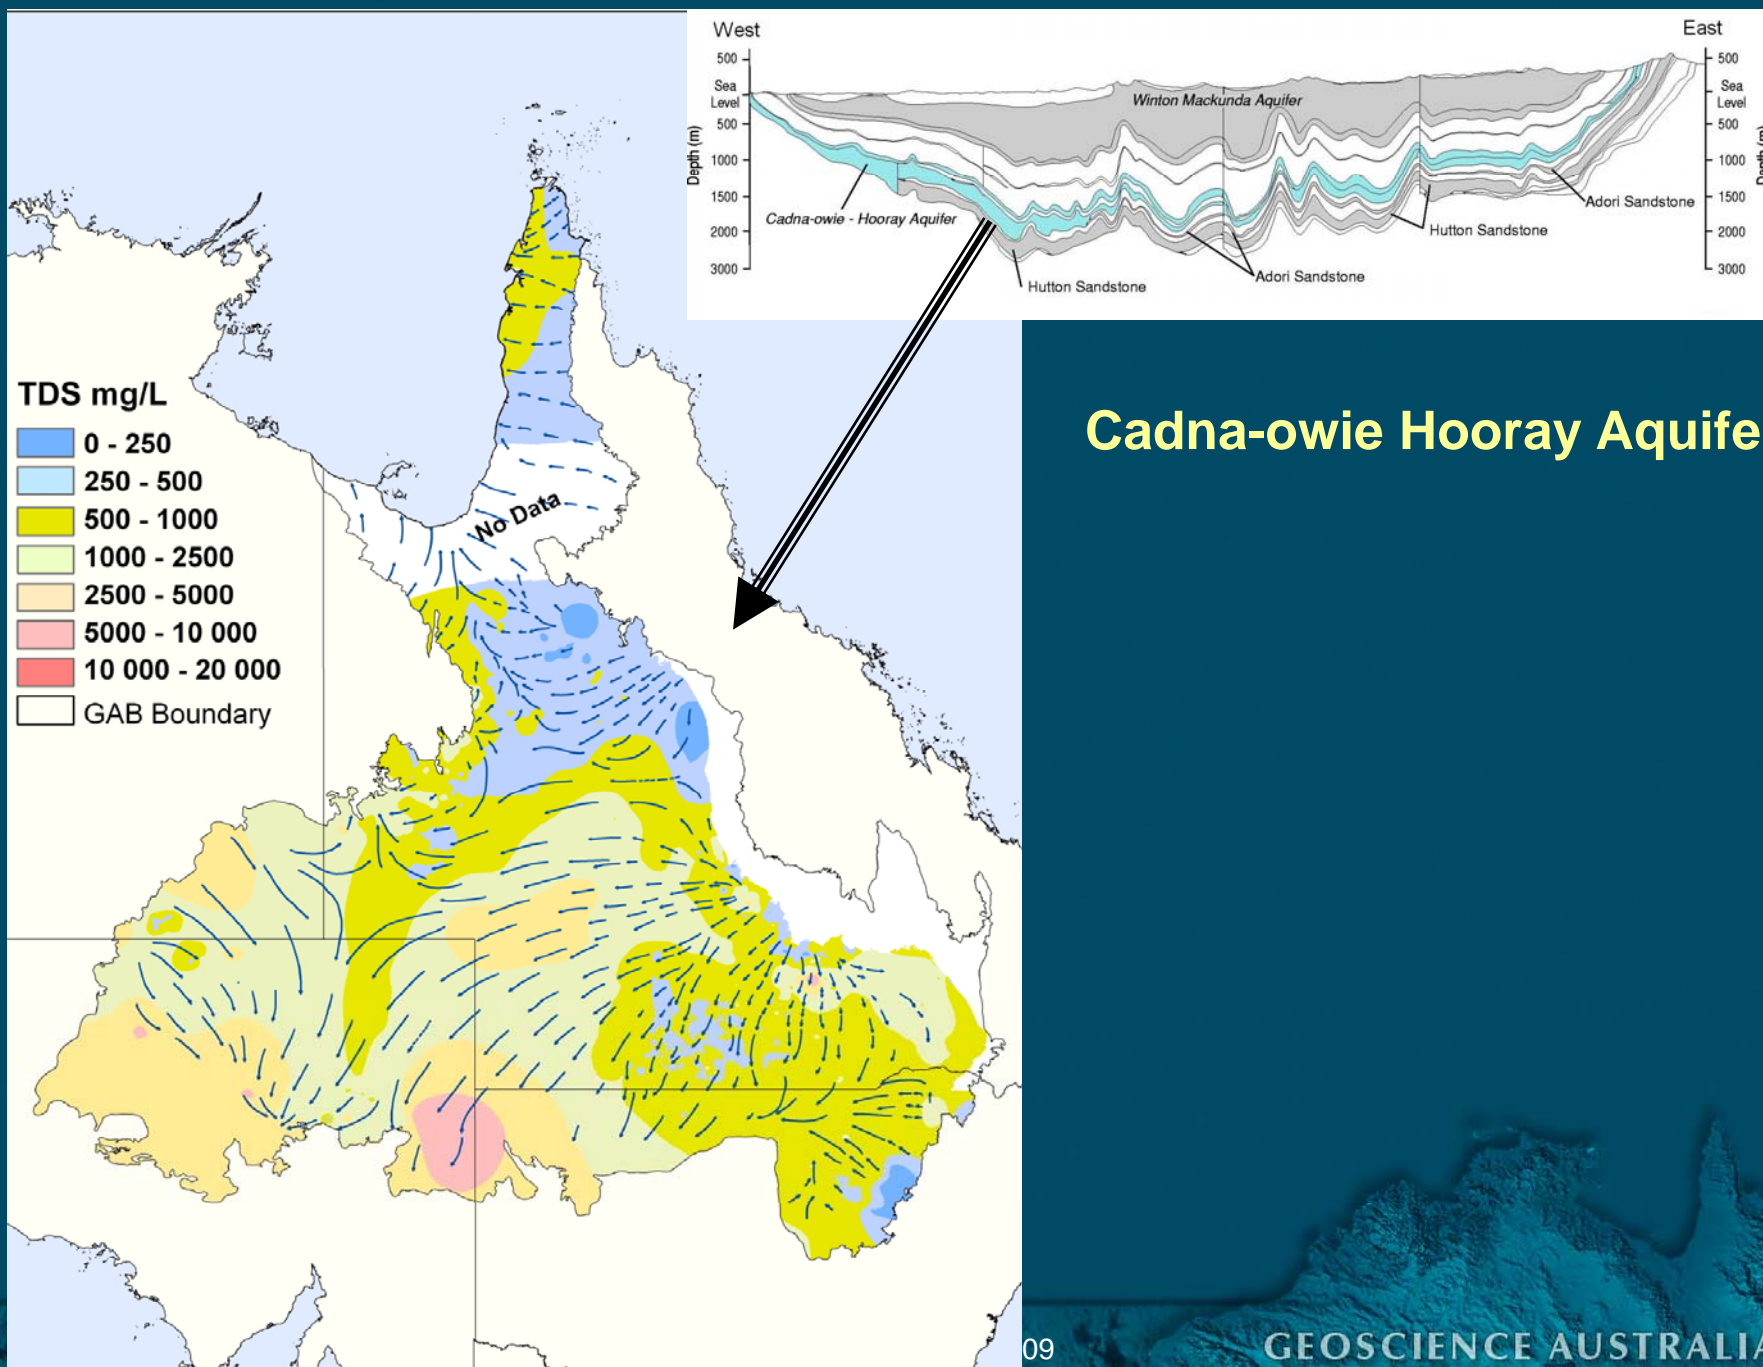 West
East
500
Sea
Level
500
1000
1500
2000
3000
Depth (m)
Winton Mackunda Aquifer
Cadna-owie - Hooray Aquifer
Hutton Sandstone
Adori Sandstone
Hutton Sandstone
Adori Sandstone
500
Sea
Level
500
1000
1500
2000
3000
Depth (m)
Cadna-owie Hooray Aquife
No Data
TDS mg/L
0 - 250
250 - 500
500 - 1000
1000 - 2500
2500 - 5000
5000 - 10 000
10 000 - 20 000
GAB Boundary
09
GEOSCIENCE AUSTRALIA